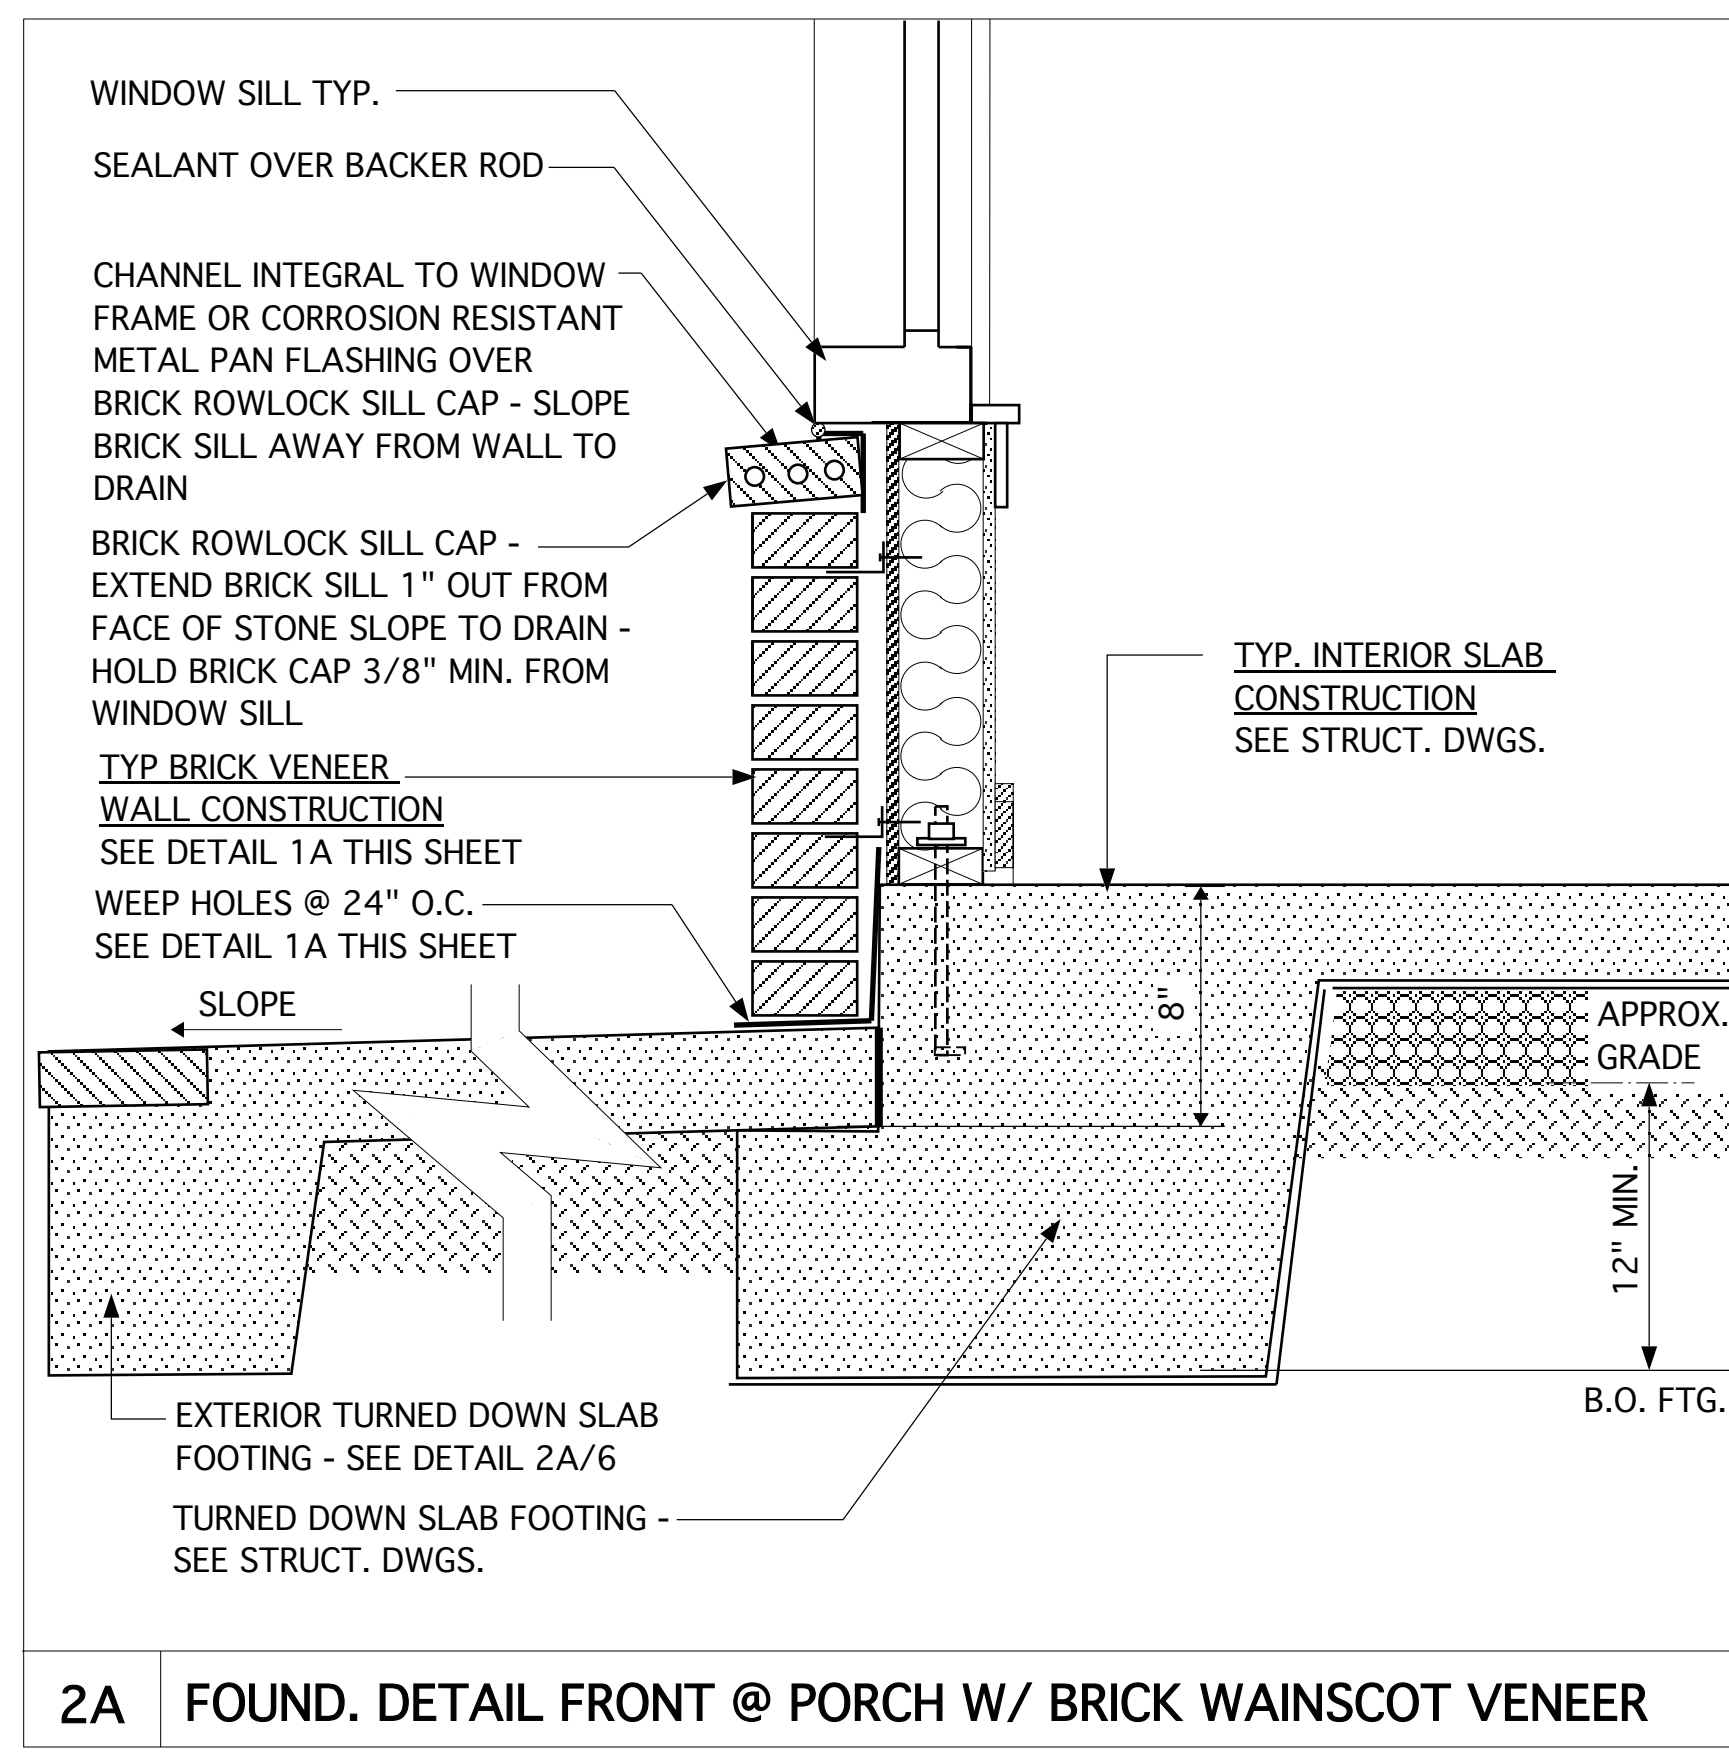 WINDOW SILL TYP.
SEALANT OVER BACKER ROD
CHANNEL INTEGRAL TO WINDOW
FRAME OR CORROSION RESISTANT
METAL PAN FLASHING OVER
BRICK ROWLOCK SILL CAP - SLOPE
BRICK SILL AWAY FROM WALL TO
DRAIN
BRICK ROWLOCK SILL CAP -
EXTEND BRICK SILL 1" OUT FROM
FACE OF STONE SLOPE TO DRAIN -
HOLD BRICK CAP 3/8" MIN. FROM
WINDOW SILL
TYP BRICK VENEER
WALL CONSTRUCTION
SEE DETAIL 1A THIS SHEET
WEEP HOLES @ 24" O.C.
SEE DETAIL 1A THIS SHEET
SLOPE
TYP. INTERIOR SLAB
CONSTRUCTION
SEE STRUCT. DWGS.
8"
APPROX.
GRADE
12" MIN.
B.O. FTG.
EXTERIOR TURNED DOWN SLAB
FOOTING - SEE DETAIL 2A/6
TURNED DOWN SLAB FOOTING -
SEE STRUCT. DWGS.
2A FOUND. DETAIL FRONT @ PORCH W/ BRICK WAINSCOT VENEER